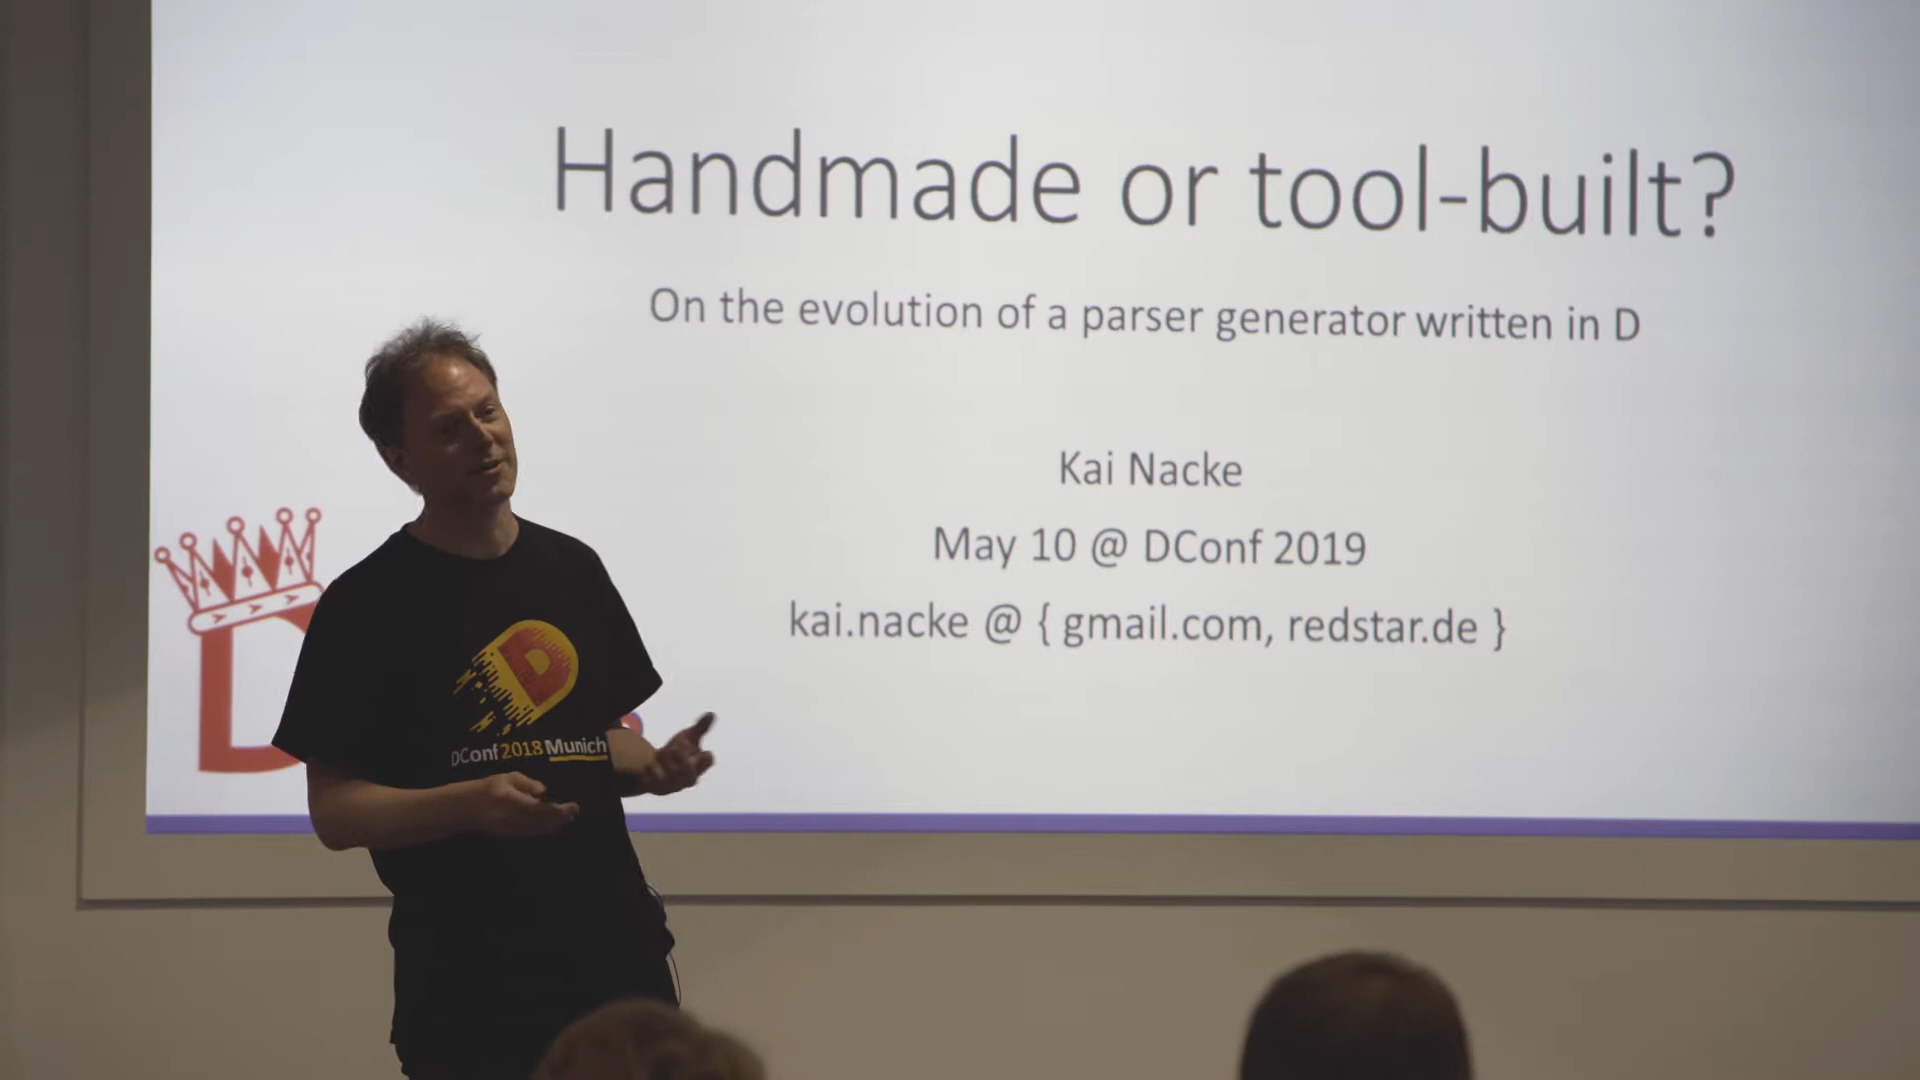 Handmade or tool-built?
On the evolution of a parser generator written in D
Kai Nacke
May 10 @ DConf 2019
kai.nacke @ { gmail.com, redstar.de }
D
D
DConf 2018 Munich